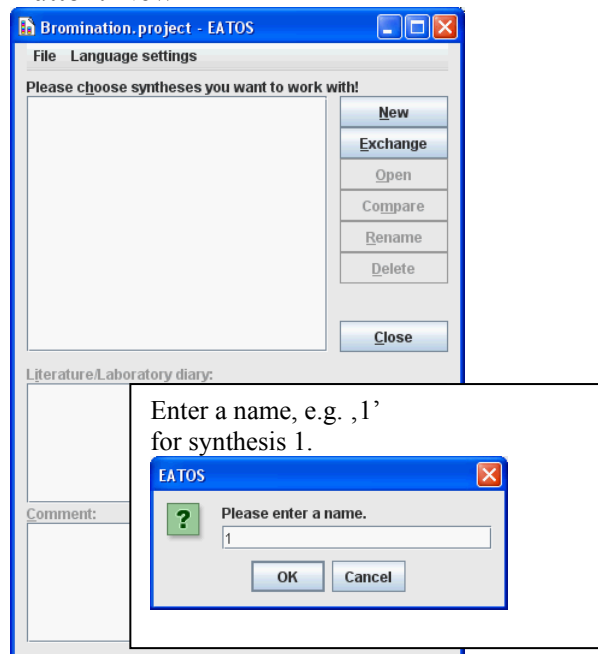 Bromination.project - EATOS
File Language settings
Please choose syntheses you want to work with!
New
Exchange
Open
Compare
Rename
Delete
Close
Literature/Laboratory diary:
Enter a name, e.g. ‚1’
for synthesis 1.
EATOS
Please enter a name.
1
OK Cancel
Comment: